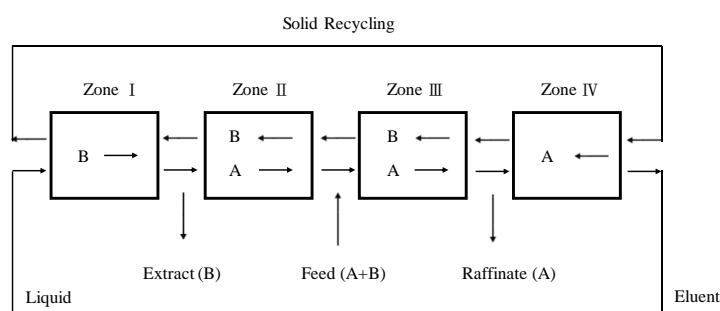 Solid Recycling
Zone Ⅰ Zone Ⅱ Zone Ⅲ Zone Ⅳ
B B
B A
A A
Extract (B) Feed (A+B) Raffinate (A)
Liquid Eluent